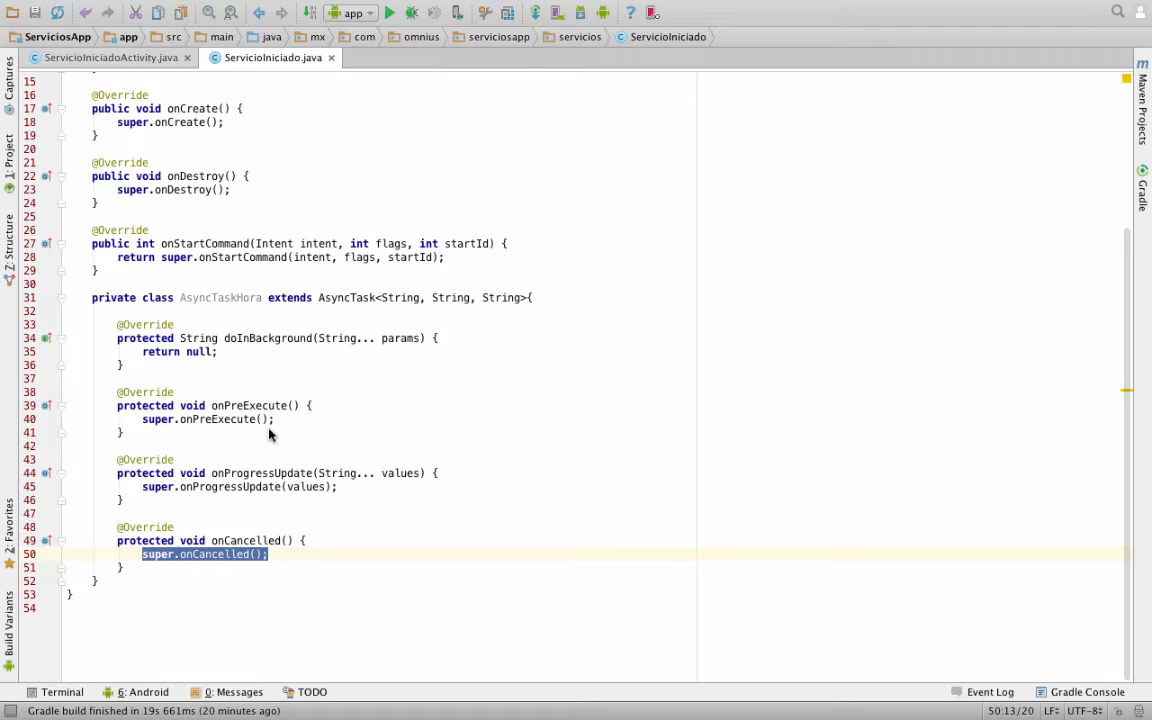 app
ServiciosApp app src main java mx com omnius serviciosapp servicios ServicioIniciado
ServicioIniciadoActivity.java ServicioIniciado.java
Captures
1: Project
7: Structure
2: Favorites
Build Variants
Maven Projects
Gradle
15
16 @Override
17 public void onCreate() {
18 super.onCreate();
19 }
20
21 @Override
22 public void onDestroy() {
23 super.onDestroy();
24 }
25
26 @Override
27 public int onStartCommand(Intent intent, int flags, int startId) {
28 return super.onStartCommand(intent, flags, startId);
29 }
30
31 private class AsyncTaskHora extends AsyncTask<String, String, String>{
32
33 @Override
34 protected String doInBackground(String... params) {
35 return null;
36 }
37
38 @Override
39 protected void onPreExecute() {
40 super.onPreExecute();
41 }
42
43 @Override
44 protected void onProgressUpdate(String... values) {
45 super.onProgressUpdate(values);
46 }
47
48 @Override
49 protected void onCancelled() {
50 super.onCancelled();
51 }
52 }
53 }
54
Terminal 6: Android 0: Messages TODO Event Log Gradle Console
Gradle build finished in 19s 661ms (20 minutes ago) 50:13/20 LF UTF-8